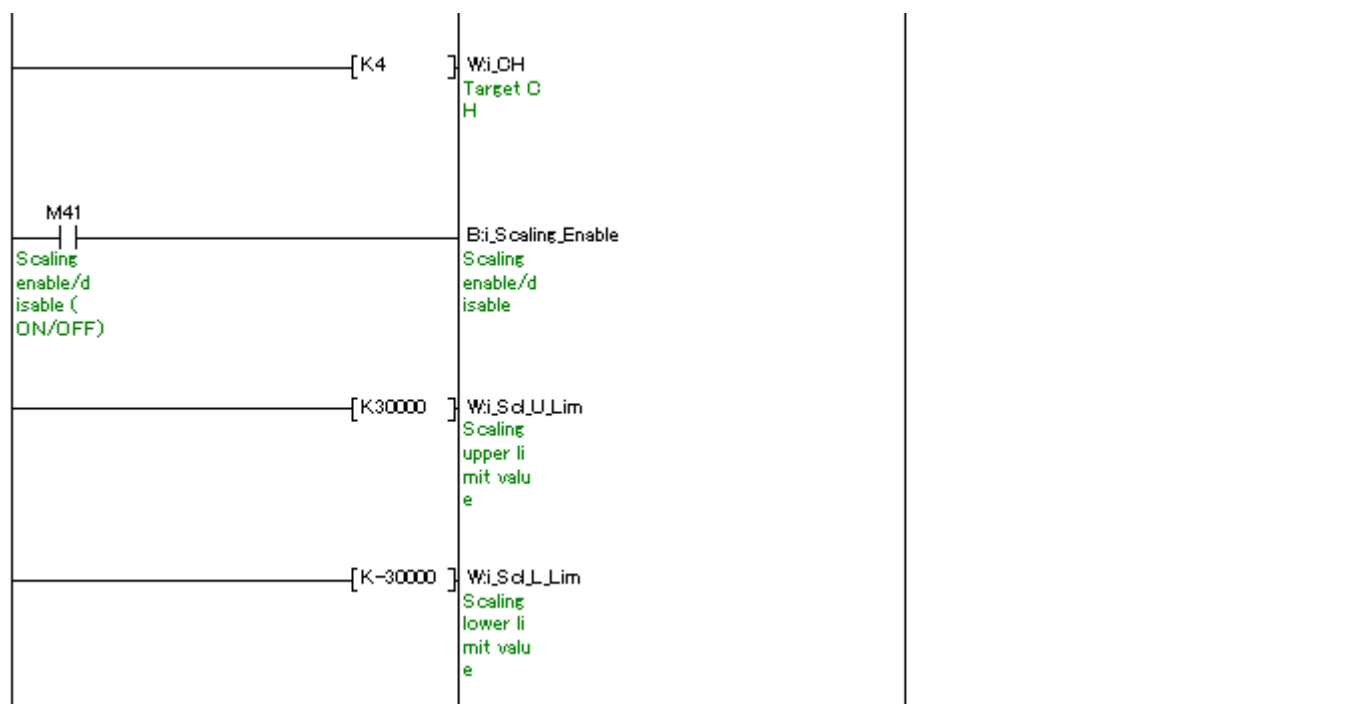 [K4 ] W:i_CH
Target C
H
M41
B:i_Scaling_Enable
Scaling
enable/d
isable (
ON/OFF)
Scaling
enable/d
isable
[K30000 ] W:i_Scl_U_Lim
Scaling
upper li
mit valu
e
[K-30000 ] W:i_Scl_L_Lim
Scaling
lower li
mit valu
e